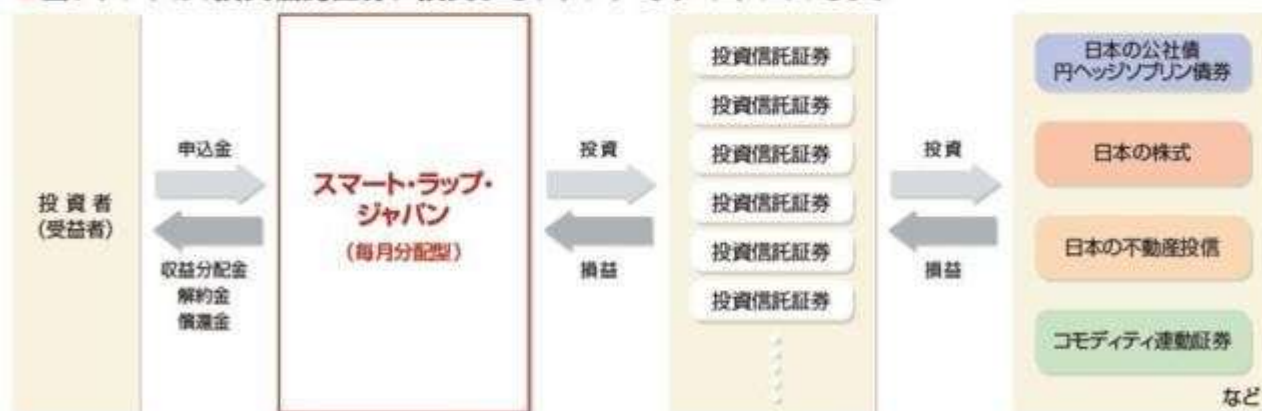 投資者
(受益者)
申込金
収益分配金
解約金
償還金
スマート・ラップ・
ジャパン
(毎月分配型)
投資
損益
投資信託証券
投資信託証券
投資信託証券
投資信託証券
投資信託証券
投資信託証券
投資
損益
日本の公社債
円ヘッジソブリン債券
日本の株式
日本の不動産投信
コモディティ連動証券
など